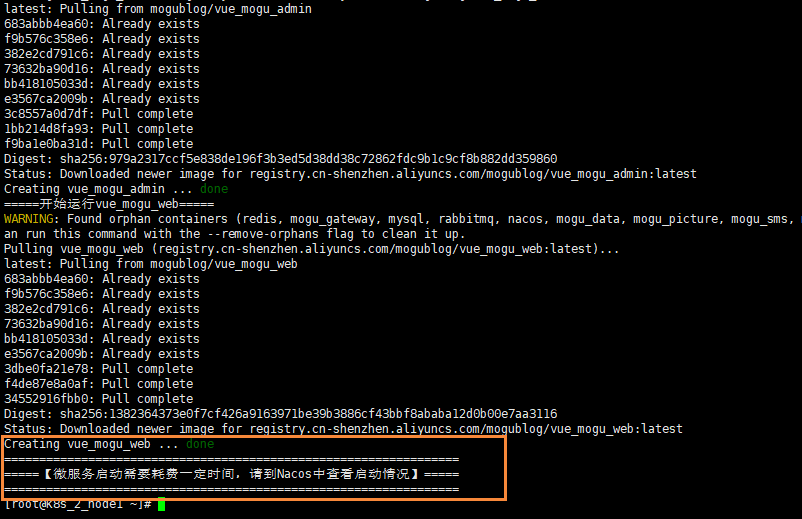 latest: Pulling from mogublog/vue_mogu_admin
683abbb4ea60: Already exists
f9b576c358e6: Already exists
382e2cd791c6: Already exists
73632ba90d16: Already exists
bb418105033d: Already exists
e3567ca2009b: Already exists
3c8557a0d7df: Pull complete
1bb214d8fa93: Pull complete
f9ba1e0ba31d: Pull complete
Digest: sha256:979a2317ccf5e838de196f3b3ed5d38dd38c72862fdc9b1c9cf8b882dd359860
Status: Downloaded newer image for registry.cn-shenzhen.aliyuncs.com/mogublog/vue_mogu_admin:latest
Creating vue_mogu_admin ... done
=====开始运行vue_mogu_web=====
WARNING: Found orphan containers (redis, mogu_gateway, mysql, rabbitmq, nacos, mogu_data, mogu_picture, mogu_sms,
an run this command with the --remove-orphans flag to clean it up.
Pulling vue_mogu_web (registry.cn-shenzhen.aliyuncs.com/mogublog/vue_mogu_web:latest)...
latest: Pulling from mogublog/vue_mogu_web
683abbb4ea60: Already exists
f9b576c358e6: Already exists
382e2cd791c6: Already exists
73632ba90d16: Already exists
bb418105033d: Already exists
e3567ca2009b: Already exists
3dbe0fa21e78: Pull complete
f4de87e8a0af: Pull complete
34552916fbb0: Pull complete
Digest: sha256:1382364373e0f7cf426a9163971be39b3886cf43bbf8ababa12d0b00e7aa3116
Status: Downloaded newer image for registry.cn-shenzhen.aliyuncs.com/mogublog/vue_mogu_web:latest
Creating vue_mogu_web ... done
==================================================================
=====【微服务启动需要耗费一定时间，请到Nacos中查看启动情况】=====
==================================================================
[root@k8s_2_node1 ~]#